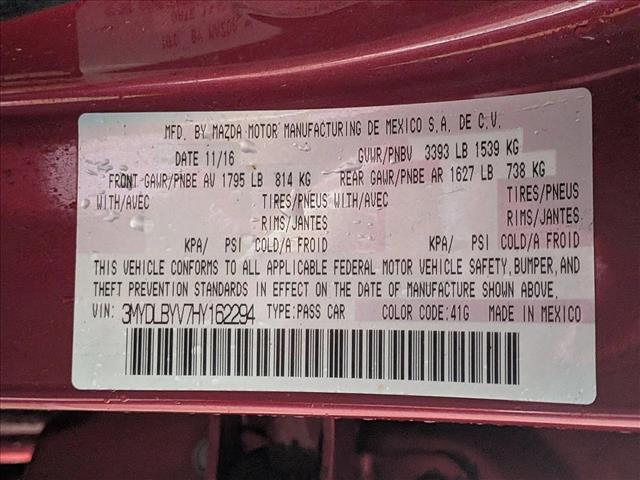 MFD. BY MAZDA MOTOR MANUFACTURING DE MEXICO S.A. DE C.V.
DATE 11/16 GVWR/PNBV 3393 LB 1539 KG
FRONT GAWR/PNBE AV 1795 LB 814 KG REAR GAWR/PNBE AR 1627 LB 738 KG
WITH/AVEC TIRES/PNEUS WITH/AVEC TIRES/PNEUS
RIMS/JANTES RIMS/JANTES
KPA/ PSI COLD/A FROID KPA/ PSI COLD/A FROID
THIS VEHICLE CONFORMS TO ALL APPLICABLE FEDERAL MOTOR VEHICLE SAFETY, BUMPER, AND
THEFT PREVENTION STANDARDS IN EFFECT ON THE DATE OF MANUFACTURE SHOWN ABOVE.
VIN: 3MYDLBYV7HY162294 TYPE: PASS CAR COLOR CODE: 41G MADE IN MEXICO